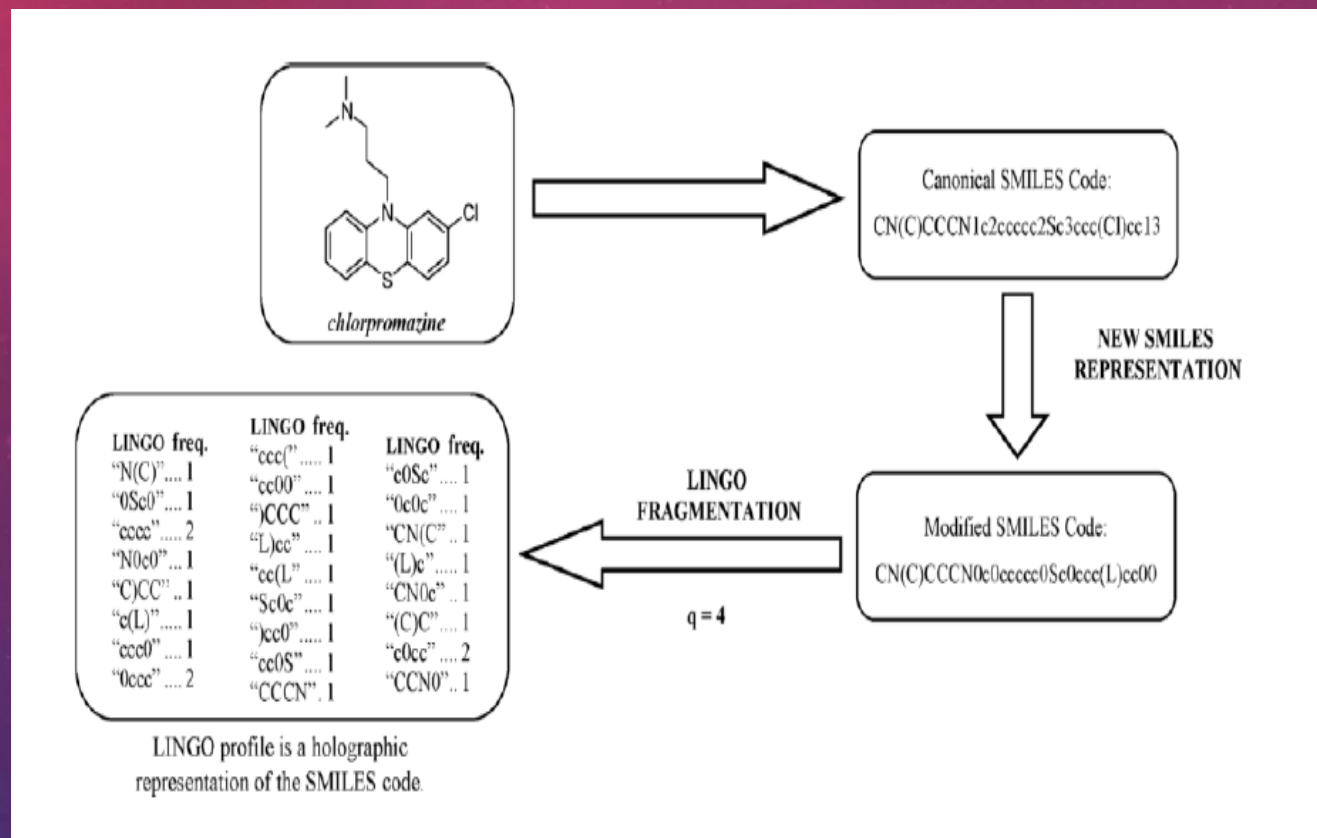 N
N
Cl
S
chlorpromazine
Canonical SMILES Code:
CN(C)CCCN1c2ccccc2Sc3ccc(Cl)cc13
NEW SMILES
REPRESENTATION
Modified SMILES Code:
CN(C)CCCN0c0ccccc0Sc0ccc(L)cc00
LINGO
FRAGMENTATION
q = 4
LINGO freq.
“N(C)”.... 1
“0Sc0”.... 1
“cccc”..... 2
“N0c0”... 1
“C)CC”.. 1
“c(L)”..... 1
“ccc0”.... 1
“0ccc”.... 2
LINGO freq.
“ccc(”..... 1
“cc00”.... 1
“)CCC”.. 1
“L)cc”..... 1
“cc(L”..... 1
“Sc0c”.... 1
“)cc0”..... 1
“cc0S”.... 1
“CCCN”. 1
LINGO freq.
“c0Sc”.... 1
“0c0c”.... 1
“CN(C”.. 1
“(L)c”..... 1
“CN0c”.. 1
“(C)C”.... 1
“c0cc”.... 2
“CCN0”.. 1
LINGO profile is a holographic
representation of the SMILES code.